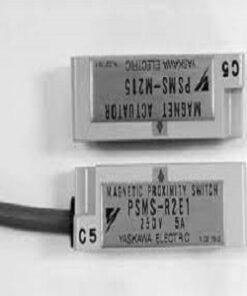 C5
MAGNET ACTUATOR
PSMS-M215
YASKAWA ELECTRIC
MAGNETIC PROXIMITY SWITCH
PSMS-R2E1
250V 5A
YASKAWA ELECTRIC
C5